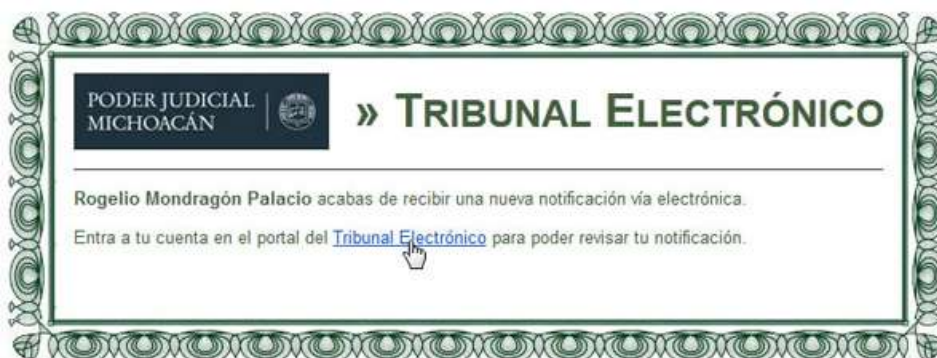 PODER JUDICIAL
MICHOACÁN
» TRIBUNAL ELECTRÓNICO
Rogelio Mondragón Palacio acabas de recibir una nueva notificación vía electrónica.
Entra a tu cuenta en el portal del Tribunal Electrónico para poder revisar tu notificación.